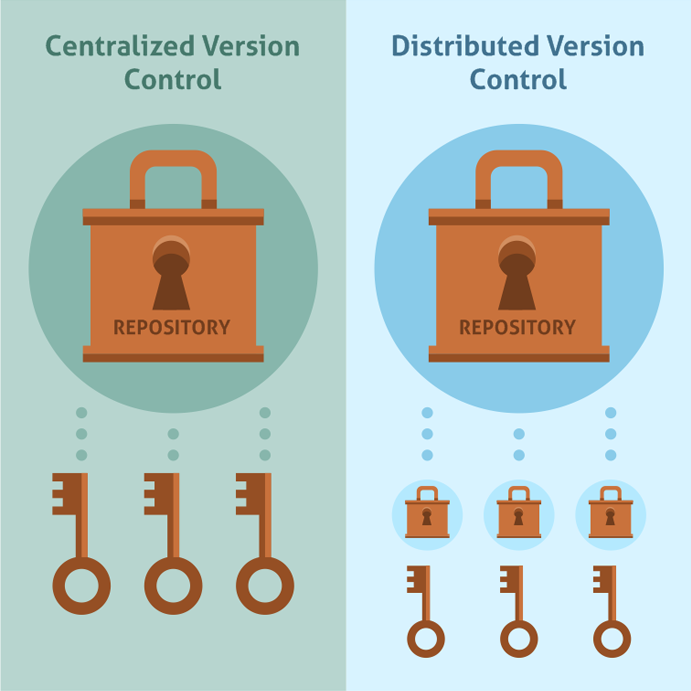 Centralized Version
Control
Distributed Version
Control
REPOSITORY
REPOSITORY